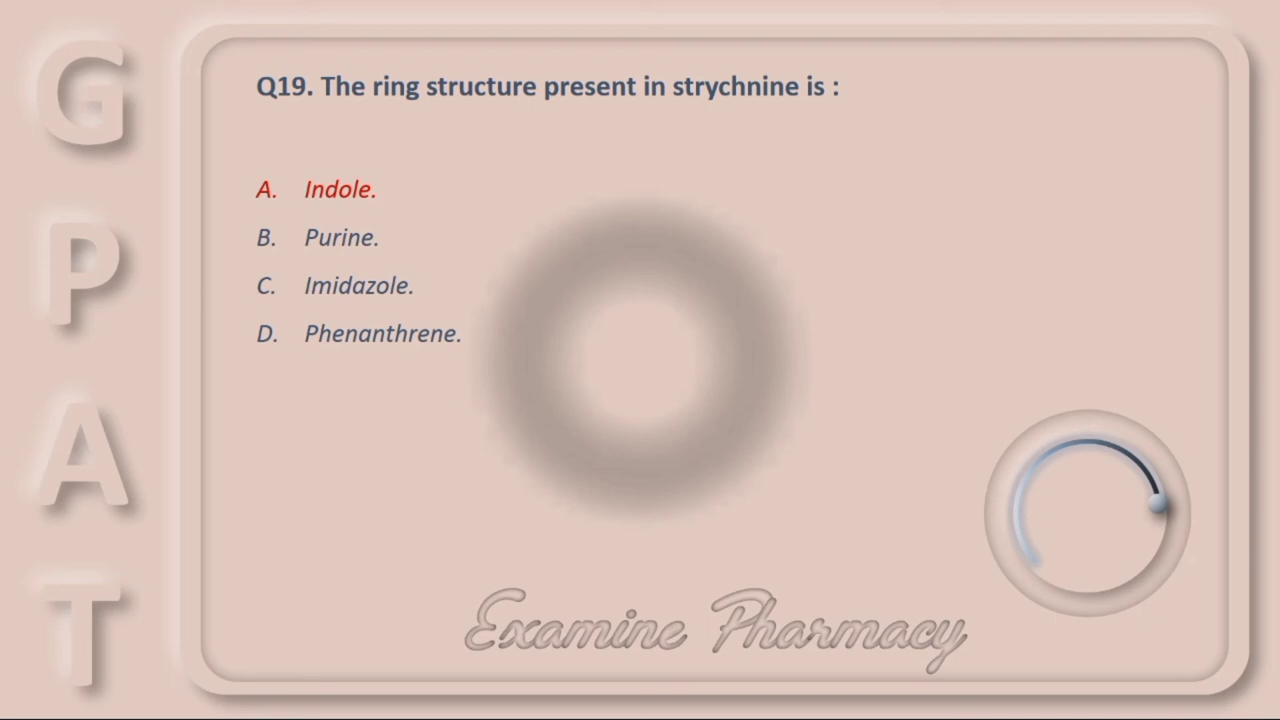 G
P
A
T
Q19. The ring structure present in strychnine is :
A. Indole.
B. Purine.
C. Imidazole.
D. Phenanthrene.
Examine Pharmacy